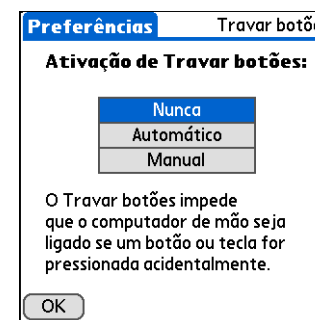 Preferências Travar botõe
Ativação de Travar botões:
Nunca
Automático
Manual
O Travar botões impede
que o computador de mão seja
ligado se um botão ou tecla for
pressionada acidentalmente.
OK